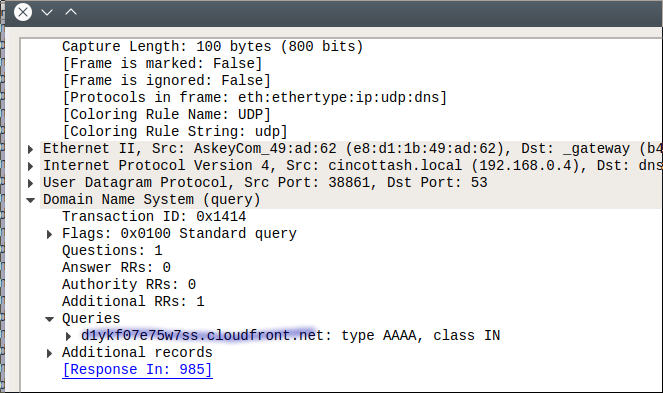 Capture Length: 100 bytes (800 bits)
[Frame is marked: False]
[Frame is ignored: False]
[Protocols in frame: eth:ethertype:ip:udp:dns]
[Coloring Rule Name: UDP]
[Coloring Rule String: udp]
Ethernet II, Src: AskeyCom_49:ad:62 (e8:d1:1b:49:ad:62), Dst: _gateway (b4
Internet Protocol Version 4, Src: cincottash.local (192.168.0.4), Dst: dns
User Datagram Protocol, Src Port: 38861, Dst Port: 53
Domain Name System (query)
Transaction ID: 0x1414
Flags: 0x0100 Standard query
Questions: 1
Answer RRs: 0
Authority RRs: 0
Additional RRs: 1
Queries
d1ykf07e75w7ss.cloudfront.net: type AAAA, class IN
Additional records
[Response In: 985]